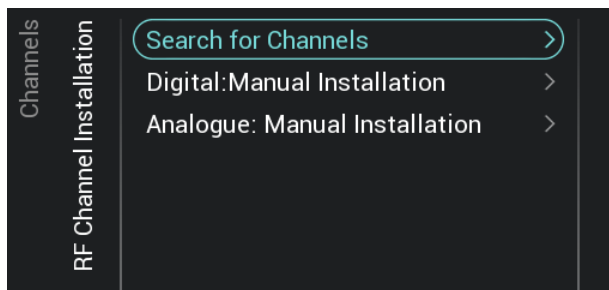 Channels
RF Channel Installation
Search for Channels
Digital:Manual Installation
Analogue: Manual Installation